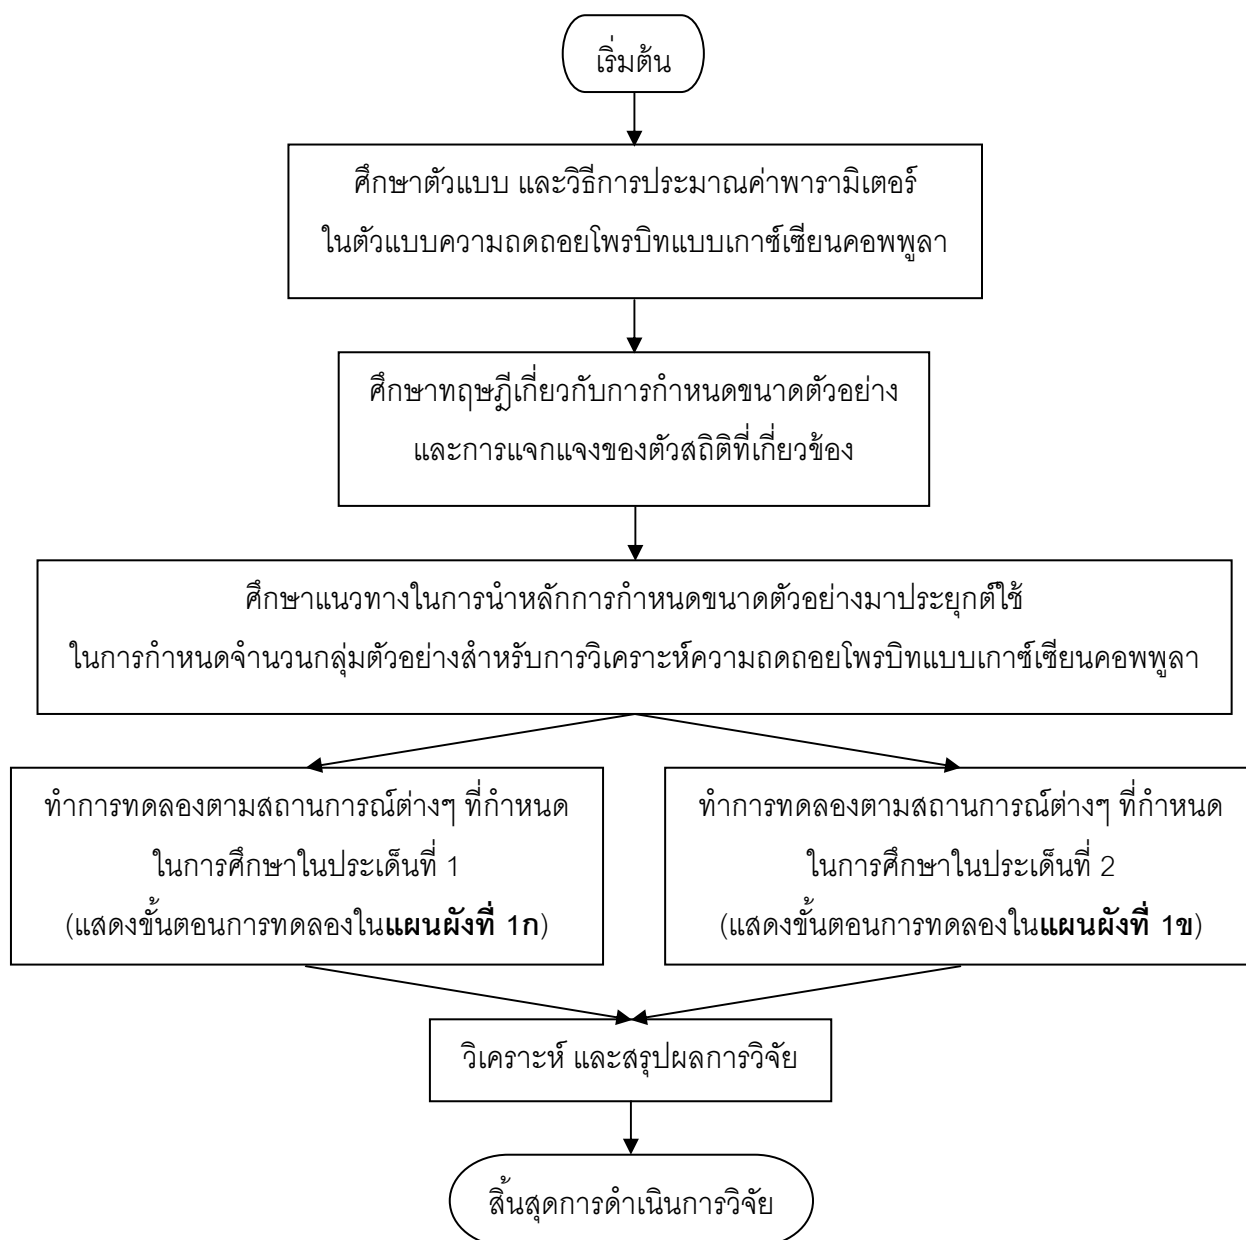 เริ่มต้น
ศึกษาตัวแบบ และวิธีการประมาณค่าพารามิเตอร์
ในตัวแบบความถดถอยโพรบิทแบบเกาซ์เซียนคอพพูลา
ศึกษาทฤษฎีเกี่ยวกับการกำหนดขนาดตัวอย่าง
และการแจกแจงของตัวสถิติที่เกี่ยวข้อง
ศึกษาแนวทางในการนำหลักการกำหนดขนาดตัวอย่างมาประยุกต์ใช้
ในการกำหนดจำนวนกลุ่มตัวอย่างสำหรับการวิเคราะห์ความถดถอยโพรบิทแบบเกาซ์เซียนคอพพูลา
ทำการทดลองตามสถานการณ์ต่างๆ ที่กำหนด
ในการศึกษาในประเด็นที่ 1
(แสดงขั้นตอนการทดลองในแผนผังที่ 1ก)
ทำการทดลองตามสถานการณ์ต่างๆ ที่กำหนด
ในการศึกษาในประเด็นที่ 2
(แสดงขั้นตอนการทดลองในแผนผังที่ 1ข)
วิเคราะห์ และสรุปผลการวิจัย
สิ้นสุดการดำเนินการวิจัย